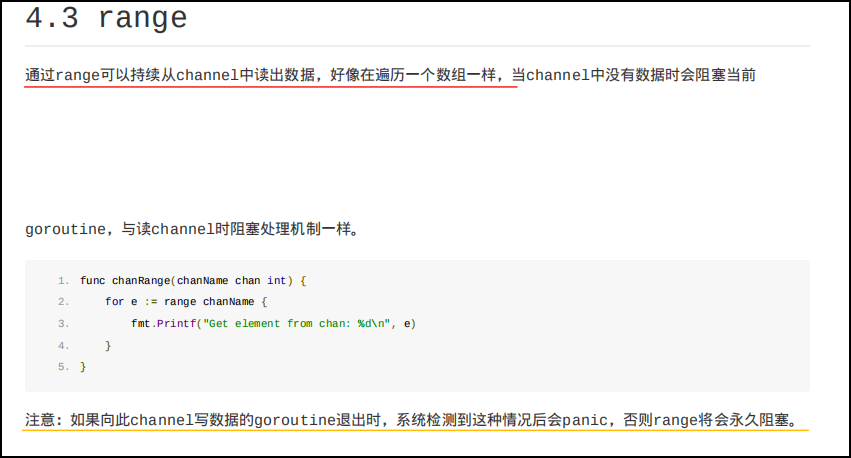 4.3 range
通过range可以持续从channel中读出数据，好像在遍历一个数组一样，当channel中没有数据时会阻塞当前
goroutine，与读channel时阻塞处理机制一样。
1. func chanRange(chanName chan int) {
2.     for e := range chanName {
3.         fmt.Printf("Get element from chan: %d\n", e)
4.     }
5. }
注意：如果向此channel写数据的goroutine退出时，系统检测到这种情况后会panic，否则range将会永久阻塞。